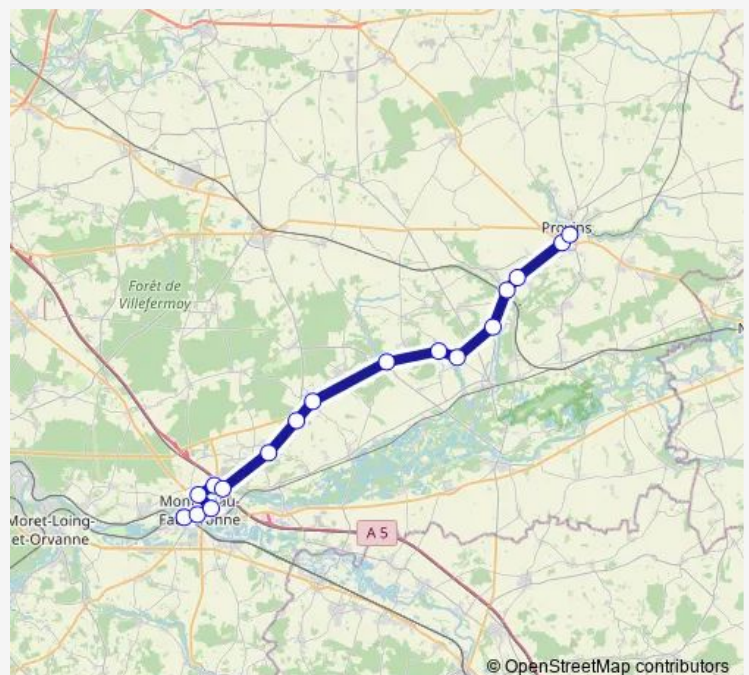 Provins
Forêt de
Villefermoy
Moret-Loing-
et-Orvanne
A 5
© OpenStreetMap contributors